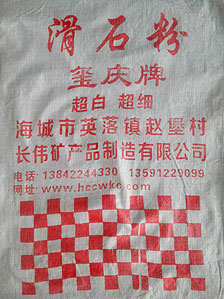 滑石粉
玺庆牌
超白 超细
海城市英落镇赵堡村
长伟矿产品制造有限公司
电话: 13842244330 13591229099
网址: www.hccwkc.com